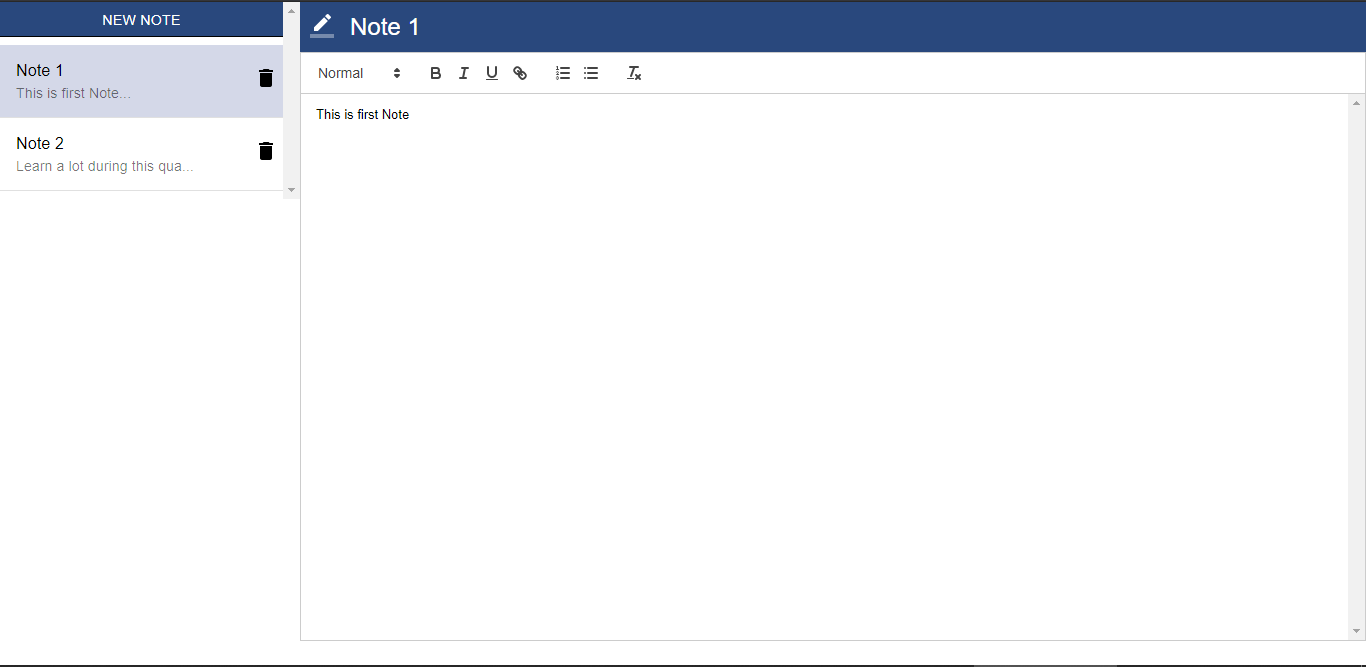 NEW NOTE
Note 1
This is first Note...
Note 2
Learn a lot during this qua...
Note 1
Normal
This is first Note